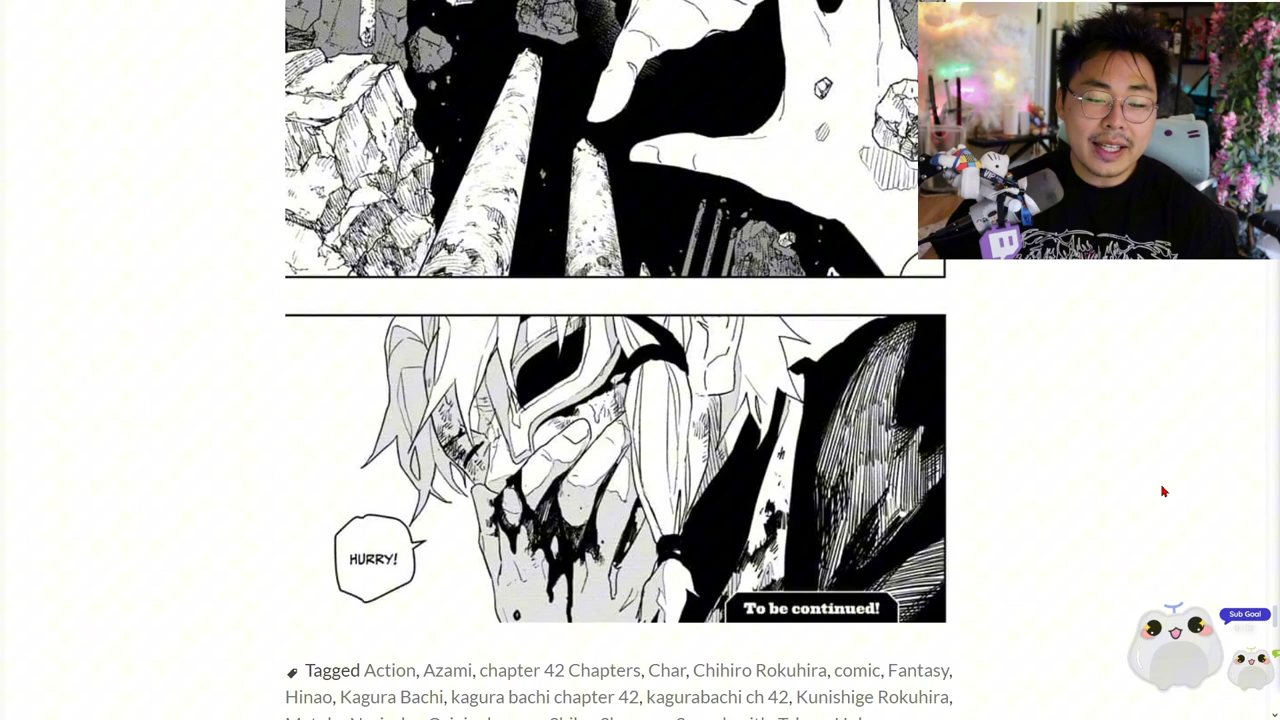 HURRY!
To be continued!
Tagged Action, Azami, chapter 42 Chapters, Char, Chihiro Rokuhira, comic, Fantasy,
Hinao, Kagura Bachi, kagura bachi chapter 42, kagurabachi ch 42, Kunishige Rokuhira,
Sub Goal